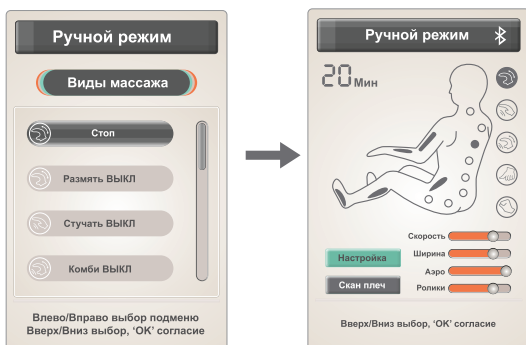 Ручной режим
Виды массажа
Стоп
Размять ВЫКЛ
Стучать ВЫКЛ
Комби ВЫКЛ
Влево/Вправо выбор подменю
Вверх/Вниз выбор, ‘OK’ согласие
Ручной режим
20 Мин
Скорость
Ширина
Аэро
Ролики
Настройка
Скан плеч
Вверх/Вниз выбор, ‘OK’ согласие